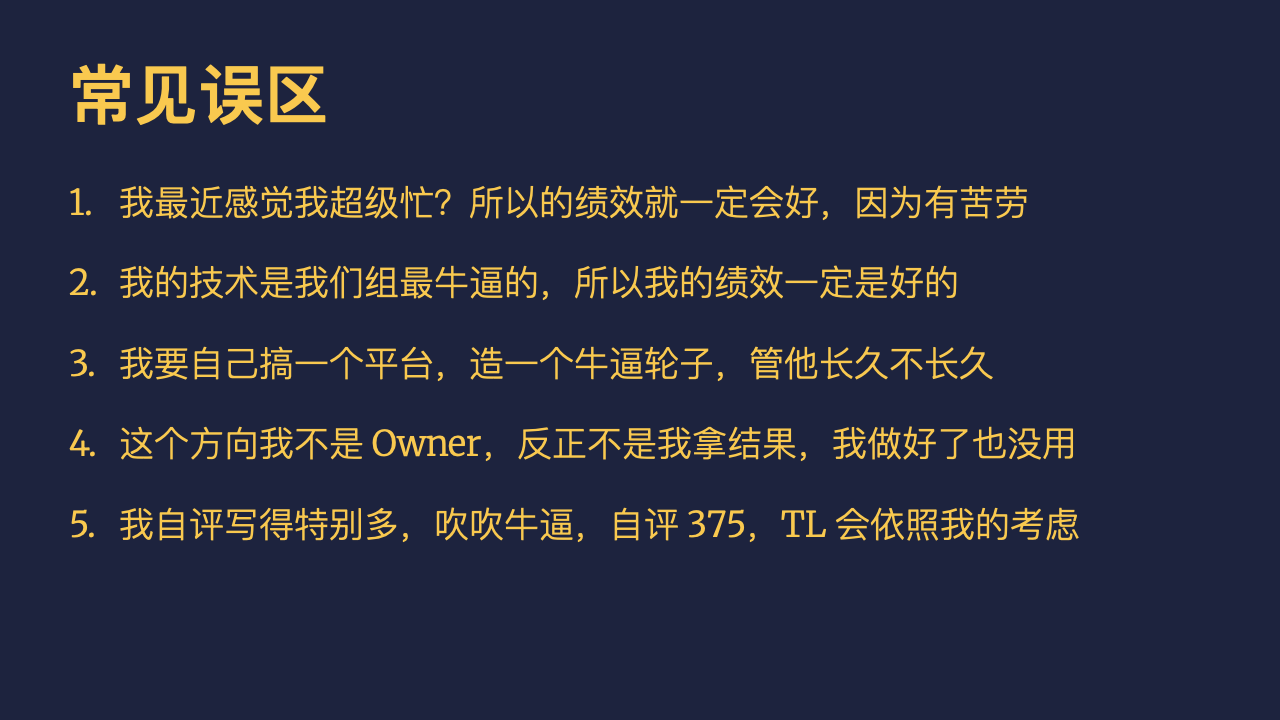 常见误区
1. 我最近感觉我超级忙？所以的绩效就一定会好，因为有苦劳
2. 我的技术是我们组最牛逼的，所以我的绩效一定是好的
3. 我要自己搞一个平台，造一个牛逼轮子，管他长久不长久
4. 这个方向我不是 Owner，反正不是我拿结果，我做好了也没用
5. 我自评写得特别多，吹吹牛逼，自评 375，TL 会依照我的考虑